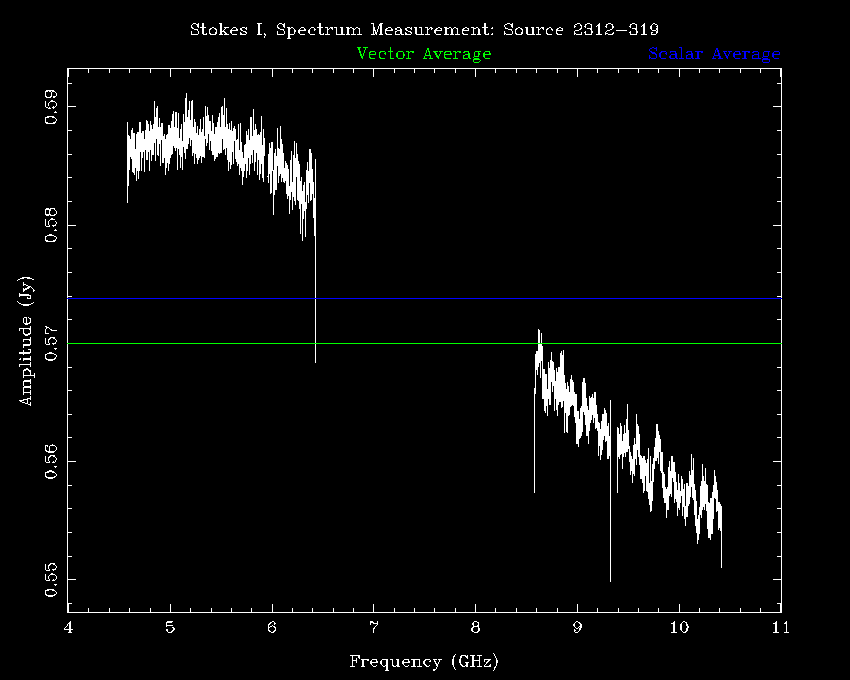 Stokes I, Spectrum Measurement: Source 2312−319
Vector Average Scalar Average
0.59
0.58
0.57
0.56
0.55
Amplitude (Jy)
4 5 6 7 8 9 10 11
Frequency (GHz)